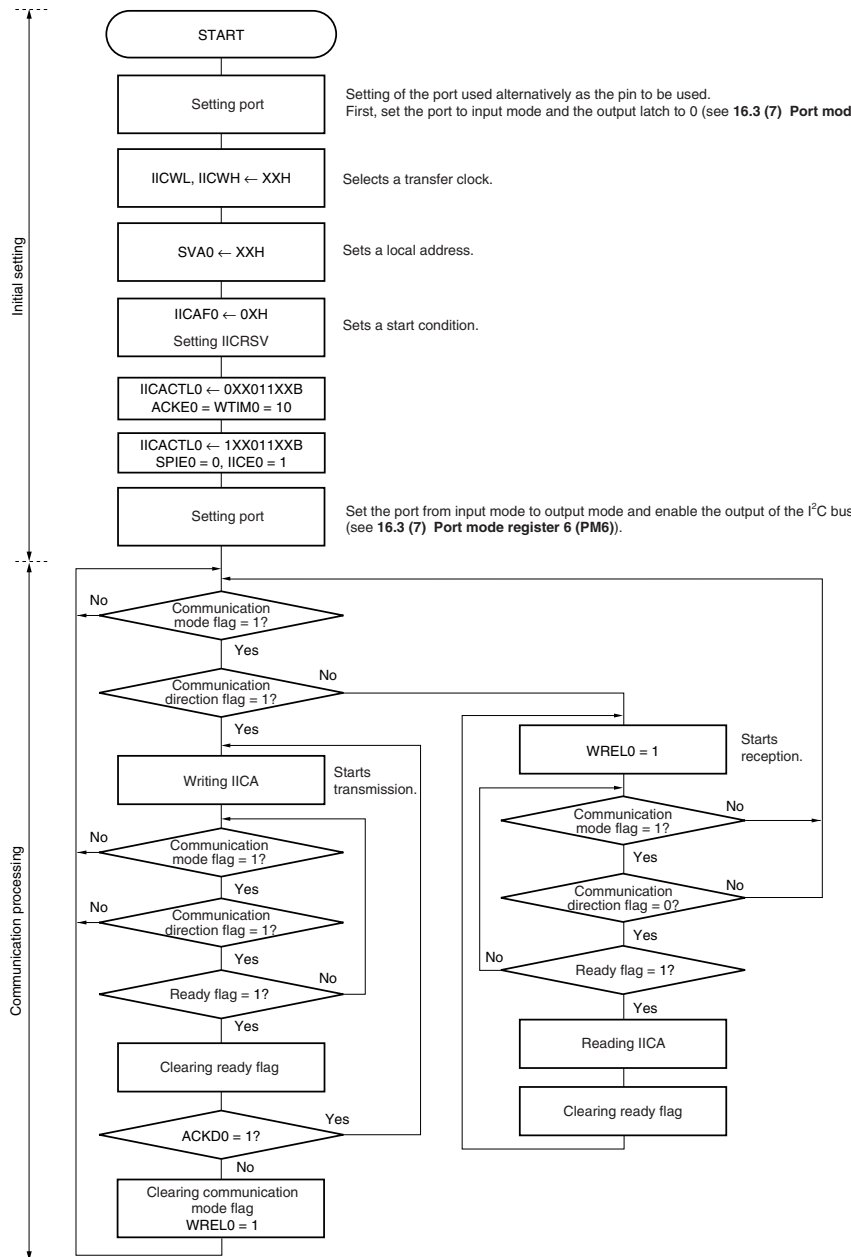 START
Setting port
Setting of the port used alternatively as the pin to be used.
First, set the port to input mode and the output latch to 0 (see 16.3 (7) Port mod
IICWL, IICWH ← XXH
Selects a transfer clock.
SVA0 ← XXH
Sets a local address.
IICAF0 ← 0XH
Setting IICRSV
Sets a start condition.
IICACTL0 ← 0XX011XXB
ACKE0 = WTIM0 = 10
IICACTL0 ← 1XX011XXB
SPIE0 = 0, IICE0 = 1
Setting port
Set the port from input mode to output mode and enable the output of the I²C bus
(see 16.3 (7) Port mode register 6 (PM6)).
Initial setting
Communication processing
No
Communication
mode flag = 1?
Yes
No
Communication
direction flag = 1?
Yes
Writing IICA
Starts
transmission.
No
Communication
mode flag = 1?
Yes
No
Communication
direction flag = 1?
Yes
No
Ready flag = 1?
Yes
Clearing ready flag
Yes
ACKD0 = 1?
No
Clearing communication
mode flag
WREL0 = 1
WREL0 = 1
Starts
reception.
No
Communication
mode flag = 1?
Yes
No
Communication
direction flag = 0?
Yes
No
Ready flag = 1?
Yes
Reading IICA
Clearing ready flag